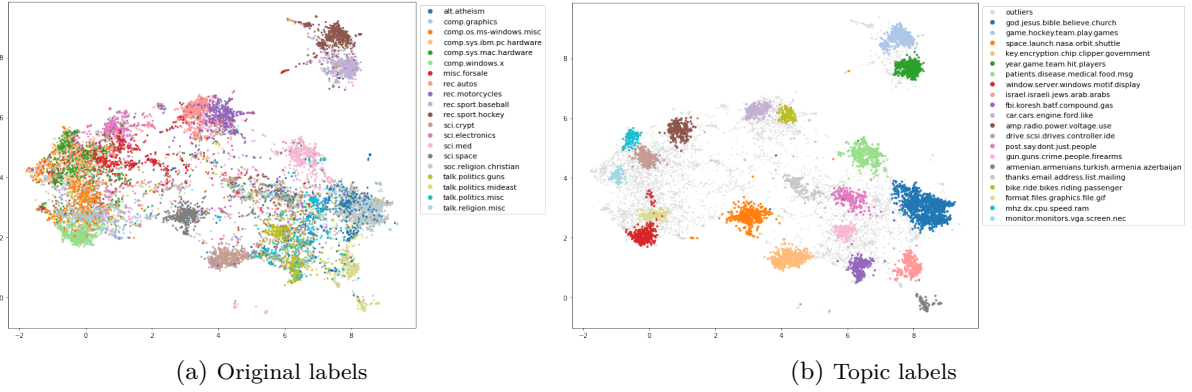 8
6
4
2
0
−2
0
2
4
6
8
alt.atheism
comp.graphics
comp.os.ms-windows.misc
comp.sys.ibm.pc.hardware
comp.sys.mac.hardware
comp.windows.x
misc.forsale
rec.autos
rec.motorcycles
rec.sport.baseball
rec.sport.hockey
sci.crypt
sci.electronics
sci.med
sci.space
soc.religion.christian
talk.politics.guns
talk.politics.mideast
talk.politics.misc
talk.religion.misc
(a) Original labels
8
6
4
2
0
−2
0
2
4
6
8
outliers
god.jesus.bible.believe.church
game.hockey.team.play.games
space.launch.nasa.orbit.shuttle
key.encryption.chip.clipper.government
year.game.team.hit.players
patients.disease.medical.food.msg
window.server.windows.motif.display
israel.israeli.jews.arab.arabs
fbi.koresh.batf.compound.gas
car.cars.engine.ford.like
amp.radio.power.voltage.use
drive.scsi.drives.controller.ide
post.say.dont.just.people
gun.guns.crime.people.firearms
armenian.armenians.turkish.armenia.azerbaijan
thanks.email.address.list.mailing
bike.ride.bikes.riding.passenger
format.files.graphics.file.gif
mhz.dx.cpu.speed.ram
monitor.monitors.vga.screen.nec
(b) Topic labels